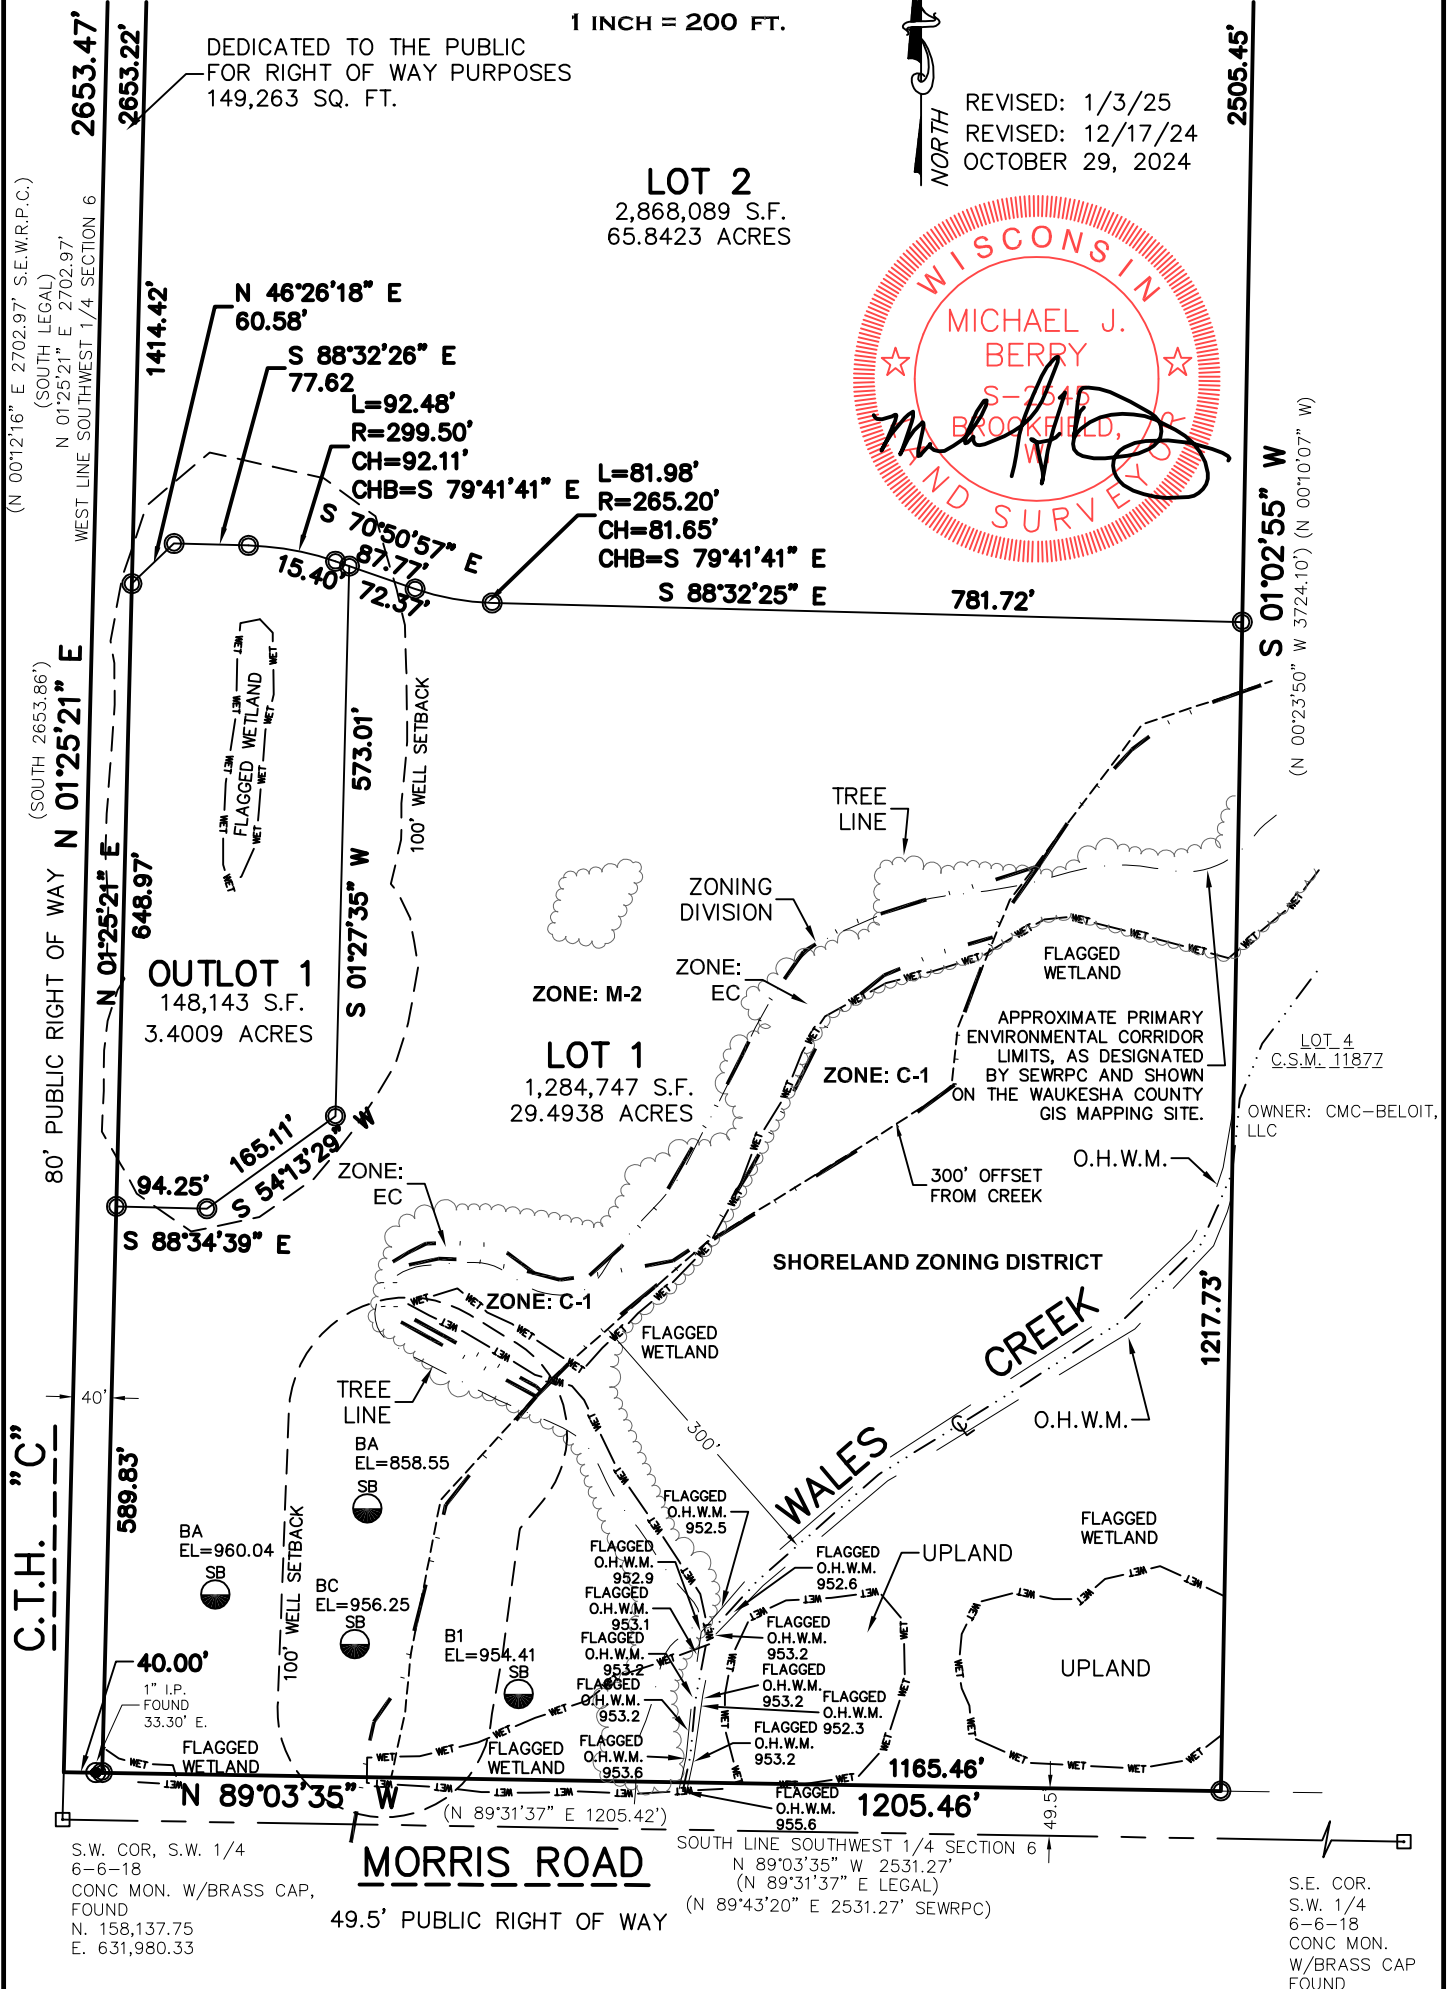 1 INCH = 200 FT.
2653.47'
2653.22'
DEDICATED TO THE PUBLIC
FOR RIGHT OF WAY PURPOSES
149,263 SQ. FT.
NORTH
REVISED: 1/3/25
REVISED: 12/17/24
OCTOBER 29, 2024
2505.45'
LOT 2
2,868,089 S.F.
65.8423 ACRES
WISCONSIN
MICHAEL J.
BERRY
S-2545
BROOKFIELD,
WI
LAND SURVEYOR
(N 00°12'16" E 2702.97' S.E.W.R.P.C.)
(SOUTH LEGAL)
N 01°25'21" E 2702.97'
WEST LINE SOUTHWEST 1/4 SECTION 6
1414.42'
N 46°26'18" E
60.58'
S 88°32'26" E
77.62
L=92.48'
R=299.50'
CH=92.11'
CHB=S 79°41'41" E
L=81.98'
R=265.20'
CH=81.65'
CHB=S 79°41'41" E
S 70°50'57" E
87.77'
15.40'
72.37'
S 88°32'25" E
781.72'
S 01°02'55" W
(N 00°23'50" W 3724.10') (N 00°10'07" W)
(SOUTH 2653.86')
N 01°25'21" E
N 01°25'21" E
648.97'
80' PUBLIC RIGHT OF WAY
FLAGGED WETLAND
573.01'
S 01°27'35" W
100' WELL SETBACK
TREE
LINE
ZONING
DIVISION
ZONE:
EC
FLAGGED
WETLAND
OUTLOT 1
148,143 S.F.
3.4009 ACRES
ZONE: M-2
LOT 1
1,284,747 S.F.
29.4938 ACRES
ZONE: C-1
APPROXIMATE PRIMARY
ENVIRONMENTAL CORRIDOR
LIMITS, AS DESIGNATED
BY SEWRPC AND SHOWN
ON THE WAUKESHA COUNTY
GIS MAPPING SITE.
LOT 4
C.S.M. 11877
OWNER: CMC-BELOIT,
LLC
O.H.W.M.
300' OFFSET
FROM CREEK
165.11'
S 54°13'29" W
94.25'
S 88°34'39" E
ZONE:
EC
ZONE: C-1
SHORELAND ZONING DISTRICT
FLAGGED
WETLAND
WALES CREEK
1217.73'
TREE
LINE
300'
O.H.W.M.
40'
C.T.H. "C"
589.83'
BA
EL=858.55
SB
BA
EL=960.04
SB
BC
EL=956.25
SB
B1
EL=954.41
SB
100' WELL SETBACK
FLAGGED
O.H.W.M.
952.5
FLAGGED
O.H.W.M.
952.9
FLAGGED
O.H.W.M.
952.6
FLAGGED
O.H.W.M.
953.1
FLAGGED
O.H.W.M.
953.2
FLAGGED
O.H.W.M.
953.2
FLAGGED
O.H.W.M.
953.2
FLAGGED
O.H.W.M.
953.2
FLAGGED
O.H.W.M.
952.3
FLAGGED
O.H.W.M.
953.2
FLAGGED
O.H.W.M.
953.6
FLAGGED
O.H.W.M.
955.6
UPLAND
FLAGGED
WETLAND
UPLAND
40.00'
1" I.P.
FOUND
33.30' E.
FLAGGED
WETLAND
FLAGGED
WETLAND
1165.46'
N 89°03'35" W
1205.46'
(N 89°31'37" E 1205.42')
49.5'
S.W. COR, S.W. 1/4
6-6-18
CONC MON. W/BRASS CAP,
FOUND
N. 158,137.75
E. 631,980.33
MORRIS ROAD
49.5' PUBLIC RIGHT OF WAY
SOUTH LINE SOUTHWEST 1/4 SECTION 6
N 89°03'35" W 2531.27'
(N 89°31'37" E LEGAL)
(N 89°43'20" E 2531.27' SEWRPC)
S.E. COR.
S.W. 1/4
6-6-18
CONC MON.
W/BRASS CAP
FOUND